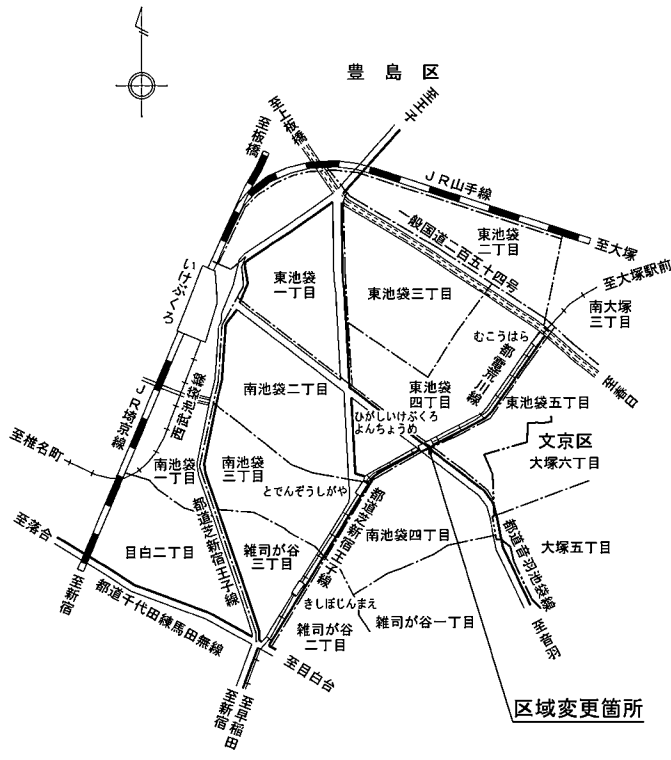 豊島区
至王子
至上板橋
至板橋
JR山手線
一般国道二百五十四号
東池袋
二丁目
至大塚
至大塚駅前
いけぶくろ
東池袋
一丁目
東池袋三丁目
南大塚
三丁目
むこうはら
都電荒川線
至春日
JR埼京線
西武池袋線
南池袋二丁目
東池袋
四丁目
ひがしいけぶくろ
よんちょうめ
東池袋五丁目
文京区
大塚六丁目
至椎名町
南池袋
一丁目
南池袋
三丁目
とでんぞうしがや
都道芝新宿王子線
南池袋四丁目
都道音羽池袋線
大塚五丁目
至落合
目白二丁目
都道芝新宿王子線
雑司が谷
三丁目
きしぼじんまえ
雑司が谷一丁目
雑司が谷
二丁目
至新宿
都道千代田練馬田無線
至目白台
至音羽
至早稲田
至新宿
区域変更箇所